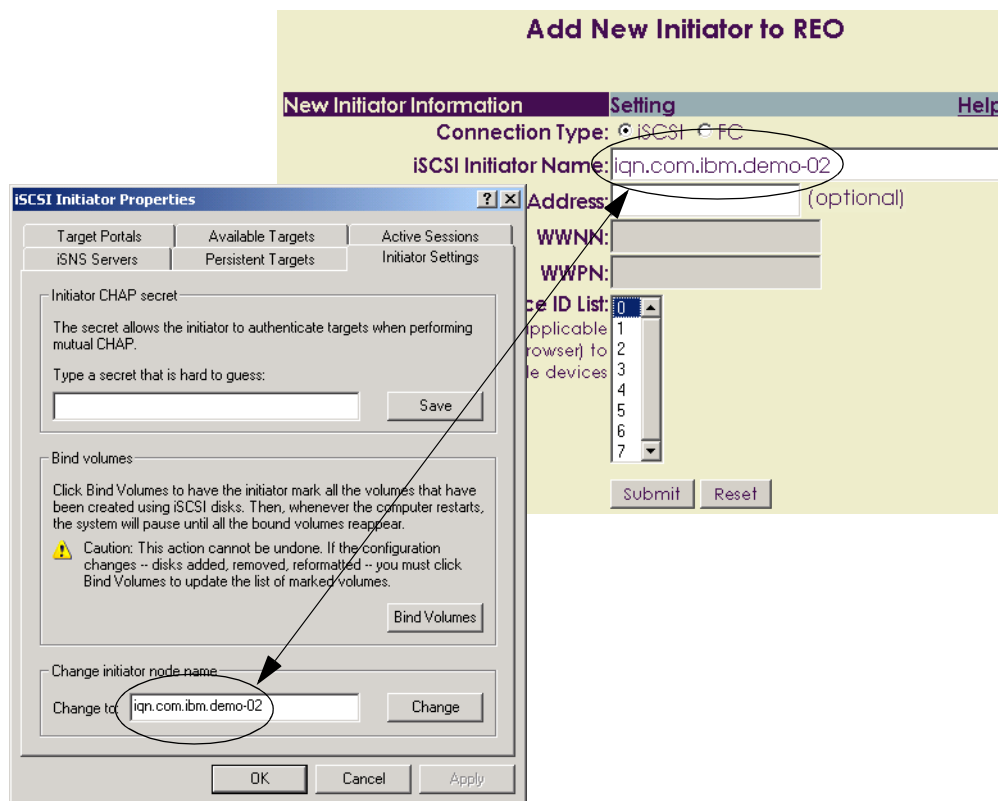 Add New Initiator to REO
New Initiator Information Setting Help
Connection Type: iSCSI FC
iSCSI Initiator Name: iqn.com.ibm.demo-02
Address: (optional)
WWNN:
WWPN:
ce ID List:
applicable
rowser) to
le devices
0
1
2
3
4
5
6
7
Submit Reset
iSCSI Initiator Properties
Target Portals Available Targets Active Sessions
iSNS Servers Persistent Targets Initiator Settings
Initiator CHAP secret
The secret allows the initiator to authenticate targets when performing
mutual CHAP.
Type a secret that is hard to guess:
Save
Bind volumes
Click Bind Volumes to have the initiator mark all the volumes that have
been created using iSCSI disks. Then, whenever the computer restarts,
the system will pause until all the bound volumes reappear.
Caution: This action cannot be undone. If the configuration
changes -- disks added, removed, reformatted -- you must click
Bind Volumes to update the list of marked volumes.
Bind Volumes
Change initiator node name
Change to: iqn.com.ibm.demo-02 Change
OK Cancel Apply